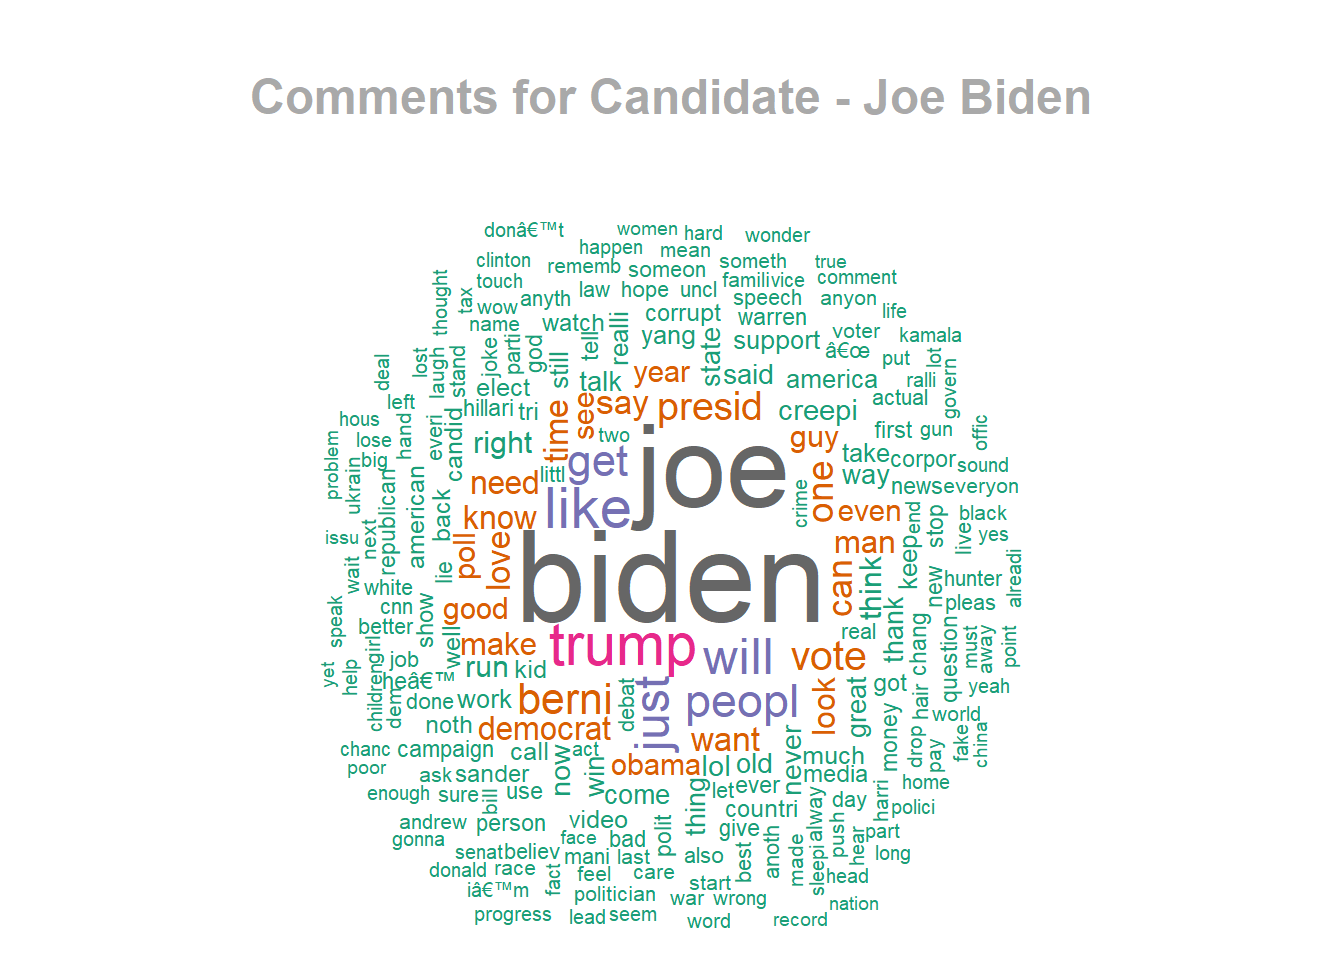 Comments for Candidate - Joe Biden
donâ€™t
women
hard
wonder
happen
mean
clinton
rememb
someon
someth
true
touch
familivice
comment
thought
tax
anyth
law
hope
uncl
speech
anyon
wow
life
name
watch
realli
corrupt
warren
yang
state
support
voter
kamala
deal
lost
laugh
stand
joke
parti
god
still
tell
â€œ
put
lot
talk
year
said
america
ralli
govern
left
elect
say
see
presid
creepi
actual
hous
hand
everi
candid
hillari
tri
time
two
joe
guy
first
gun
offic
lose
right
get
take
corpor
problem
big
littl
way
sound
ukrain
republican
american
need
like
one
news
everyon
crime
back
know
even
end
black
issu
next
poll
love
man
keep
stop
live
yes
wait
lie
biden
can
think
new
hunter
alreadi
white
cnn
good
pleas
speak
better
show
well
make
trump
will
vote
real
thank
chang
question
must
away
point
girl
job
run
kid
yet
help
children
heâ€™
just
peopl
look
great
got
hair
yeah
dem
done
work
berni
debat
world
noth
democrat
want
money
drop
pay
fake
china
chanc
campaign
call
act
never
much
poor
ask
sander
now
win
obama
lol
old
media
home
enough
sure
bill
use
come
thing
let
ever
countri
day
harri
polici
andrew
person
video
polit
give
alway
push
part
gonna
face
bad
hear
senat
believ
mani
last
also
best
anoth
made
sleepi
long
donald
race
fact
feel
care
start
head
iâ€™m
politician
war
wrong
nation
progress
lead
seem
word
record